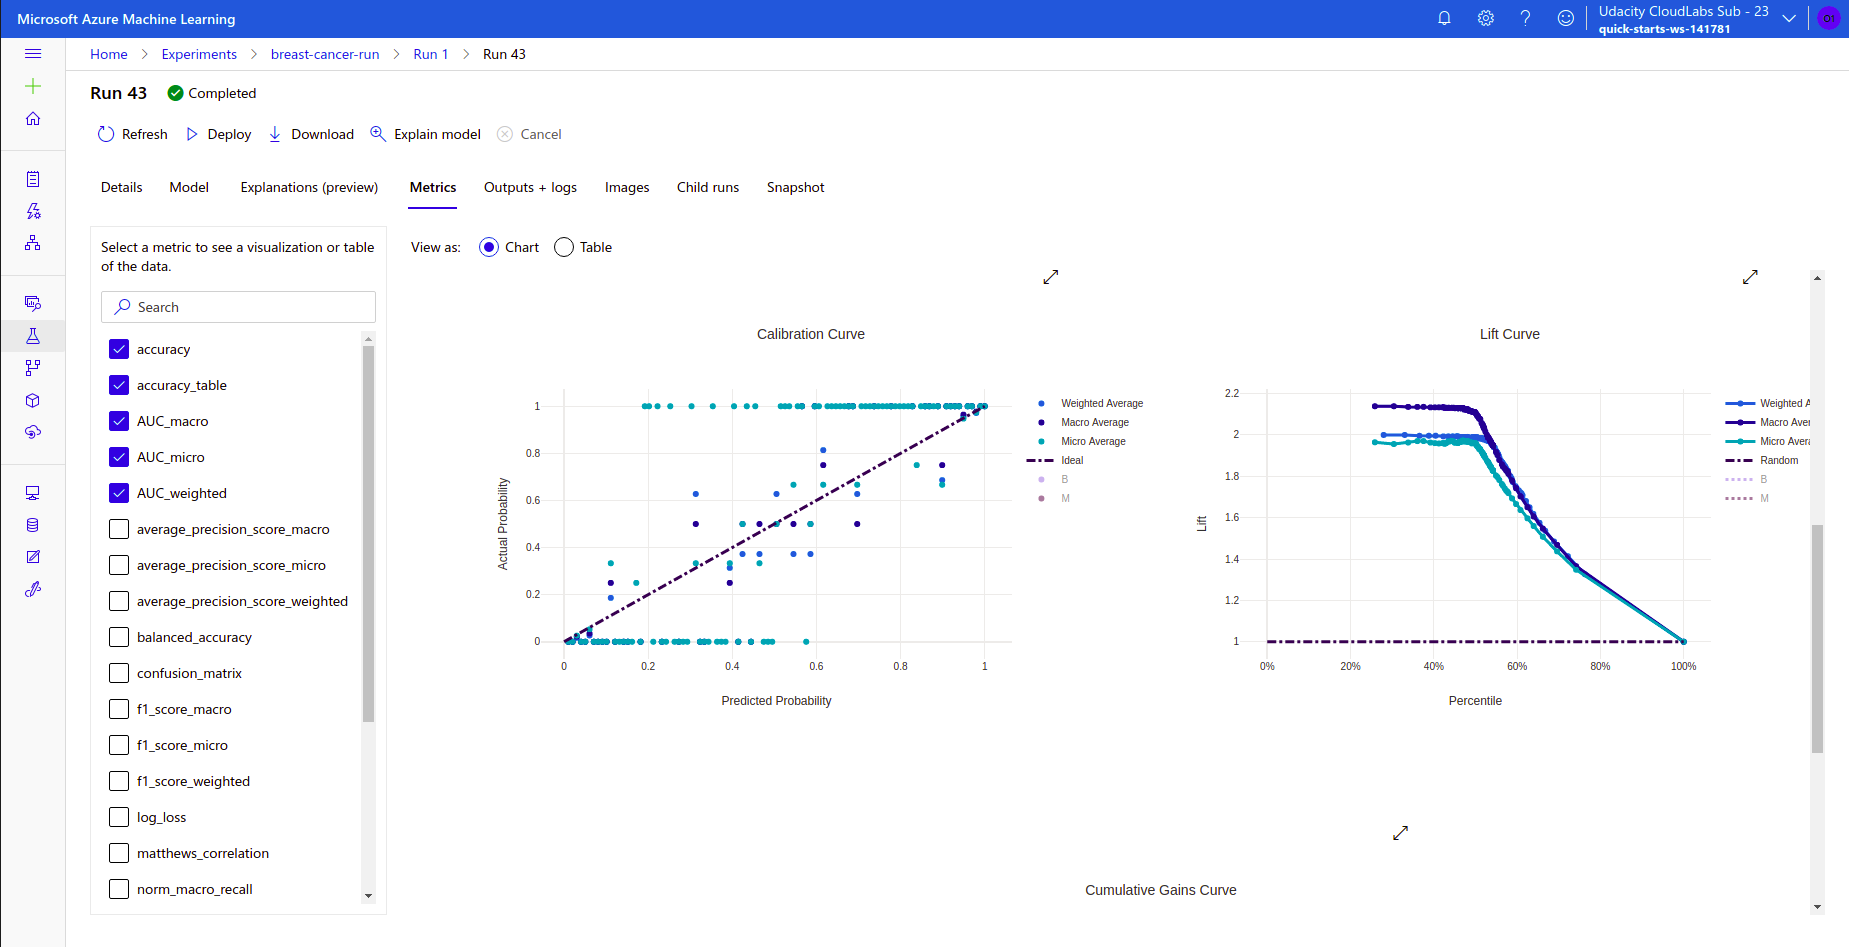 Microsoft Azure Machine Learning
Udacity CloudLabs Sub - 23
quick-starts-ws-141781
O1
Home > Experiments > breast-cancer-run > Run 1 > Run 43
Run 43
Completed
Refresh Deploy Download Explain model Cancel
Details Model Explanations (preview) Metrics Outputs + logs Images Child runs Snapshot
Select a metric to see a visualization or table
of the data.
Search
accuracy
accuracy_table
AUC_macro
AUC_micro
AUC_weighted
average_precision_score_macro
average_precision_score_micro
average_precision_score_weighted
balanced_accuracy
confusion_matrix
f1_score_macro
f1_score_micro
f1_score_weighted
log_loss
matthews_correlation
norm_macro_recall
View as: Chart Table
Calibration Curve
1
0.8
0.6
0.4
0.2
0
Actual Probability
0 0.2 0.4 0.6 0.8 1
Predicted Probability
Weighted Average
Macro Average
Micro Average
Ideal
B
M
Lift Curve
2.2
2
1.8
1.6
1.4
1.2
1
Lift
0% 20% 40% 60% 80% 100%
Percentile
Weighted A
Macro Aver
Micro Avera
Random
B
M
Cumulative Gains Curve